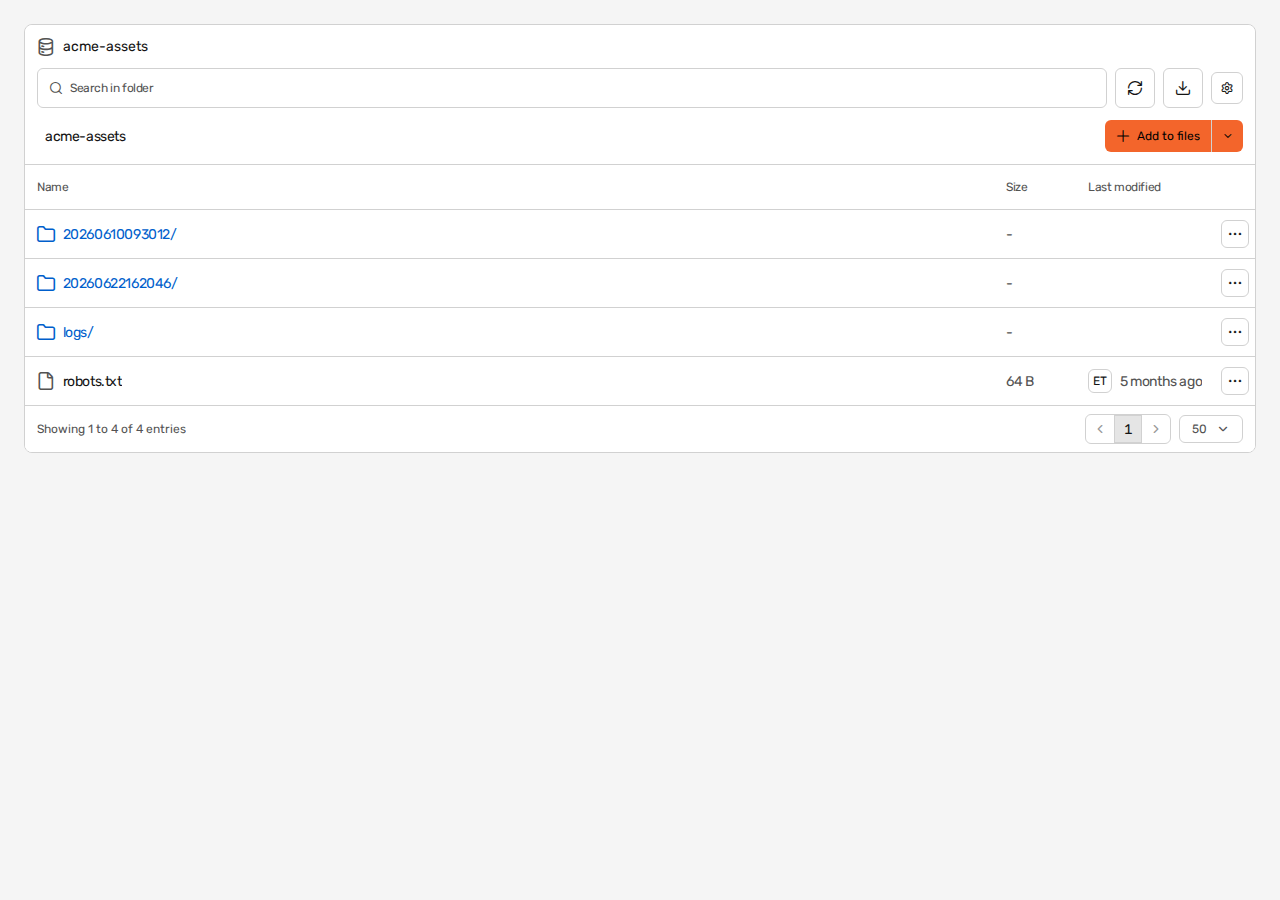 acme-assets
Search in folder
acme-assets
Add to files
Name Size Last modified
20260610093012/ -
20260622162046/ -
logs/ -
robots.txt 64 B ET 5 months ago
Showing 1 to 4 of 4 entries 1 50